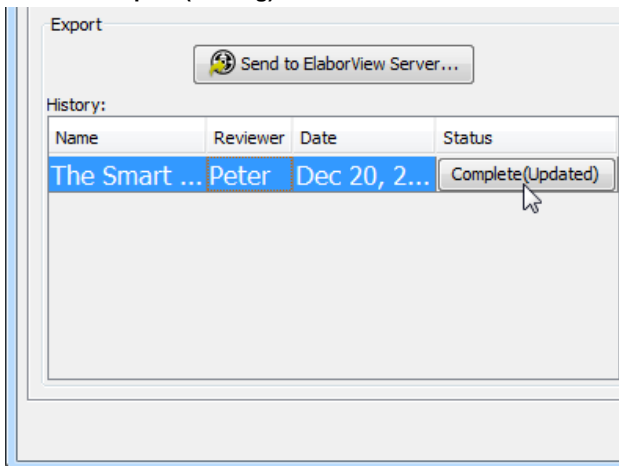 Export
Send to ElaborView Server...
History:
Name Reviewer Date Status
The Smart ... Peter Dec 20, 2... Complete(Updated)